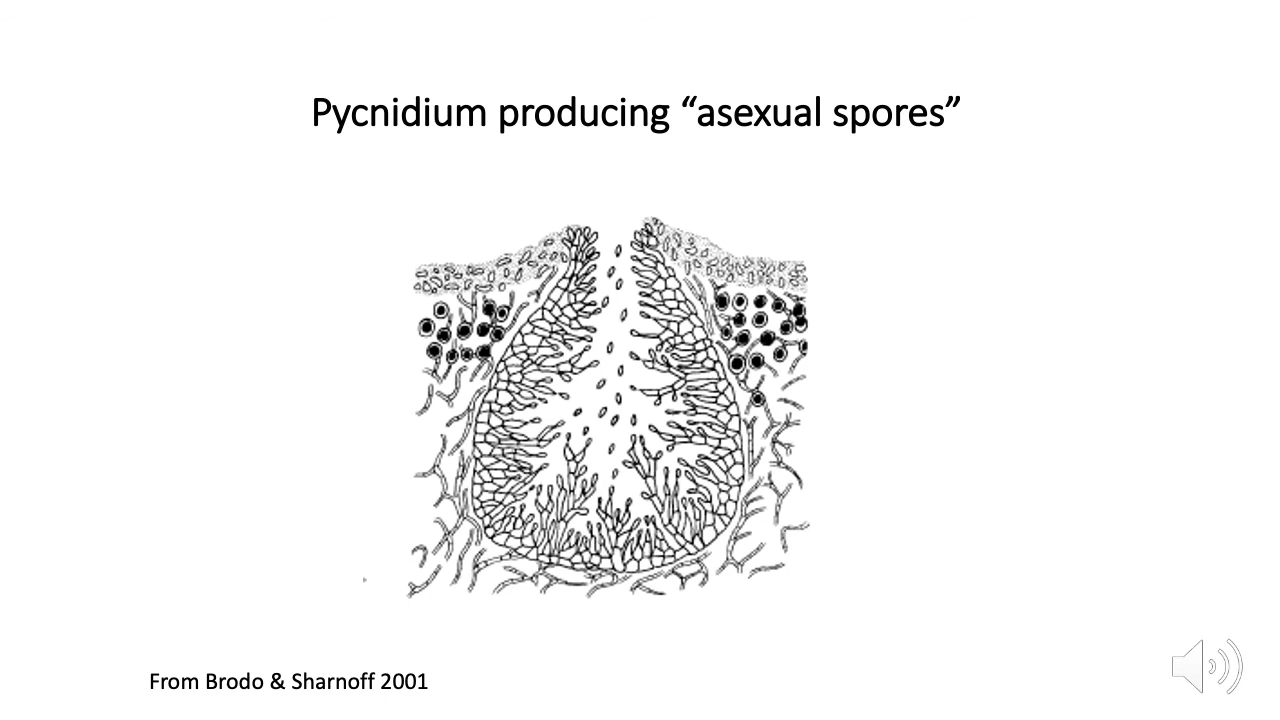 Pycnidium producing “asexual spores”
From Brodo & Sharnoff 2001